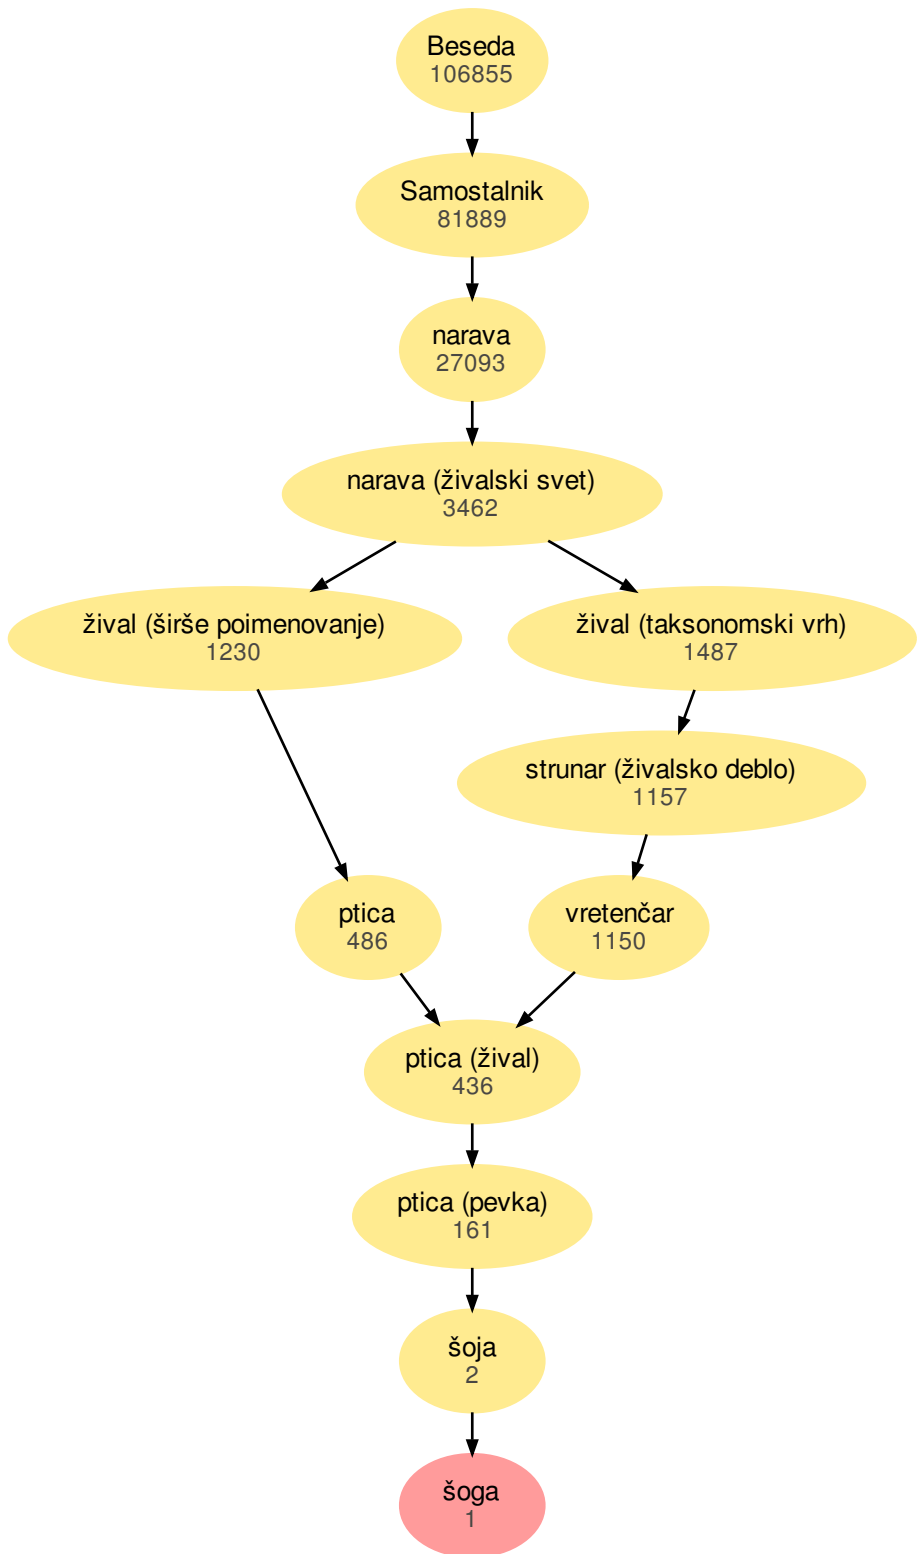 Beseda
106855
Samostalnik
81889
narava
27093
narava (živalski svet)
3462
žival (širše poimenovanje)
1230
žival (taksonomski vrh)
1487
strunar (živalsko deblo)
1157
ptica
486
vretenčar
1150
ptica (žival)
436
ptica (pevka)
161
šoja
2
šoga
1